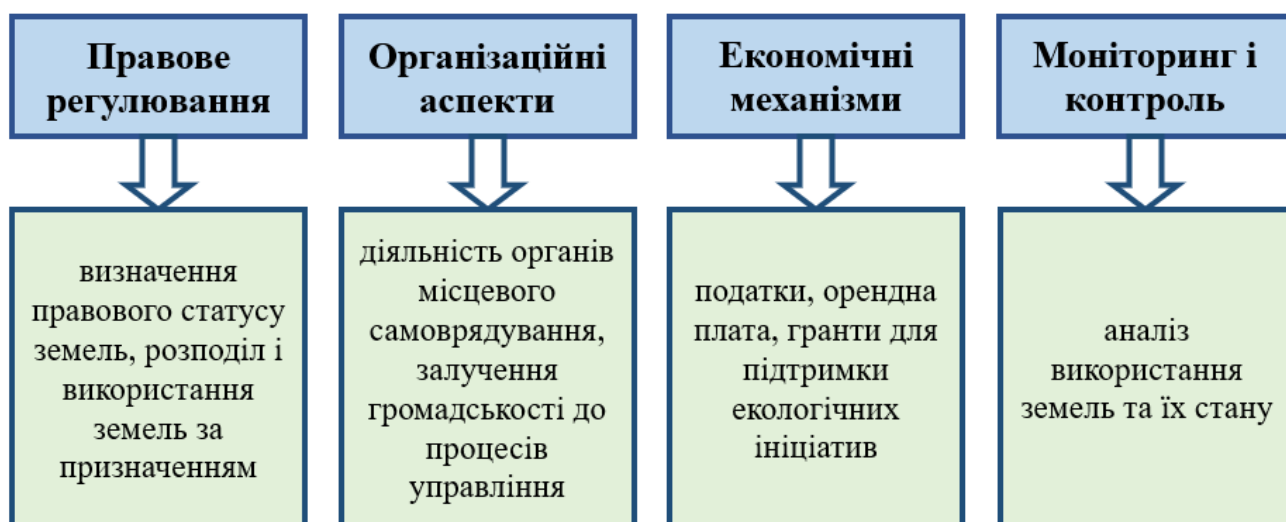 Правове
регулювання
Організаційні
аспекти
Економічні
механізми
Моніторинг і
контроль
визначення
правового статусу
земель, розподіл і
використання
земель за
призначенням
діяльність органів
місцевого
самоврядування,
залучення
громадськості до
процесів
управління
податки, орендна
плата, гранти для
підтримки
екологічних
ініціатив
аналіз
використання
земель та їх стану